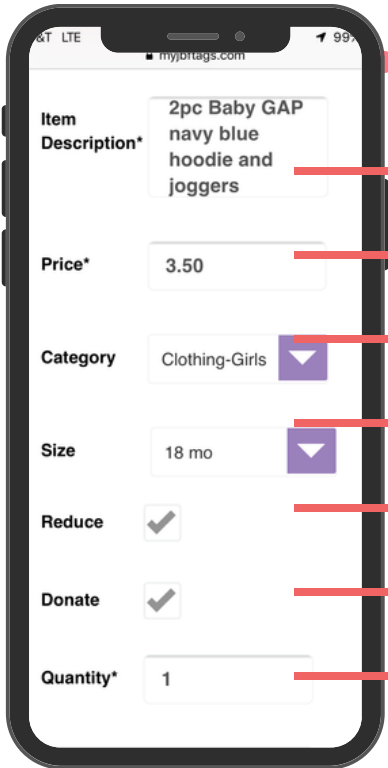 LTE
99%
myjbftags.com
Item
Description*
2pc Baby GAP
navy blue
hoodie and
joggers
Price*
3.50
Category
Clothing-Girls
Size
18 mo
Reduce
Donate
Quantity*
1